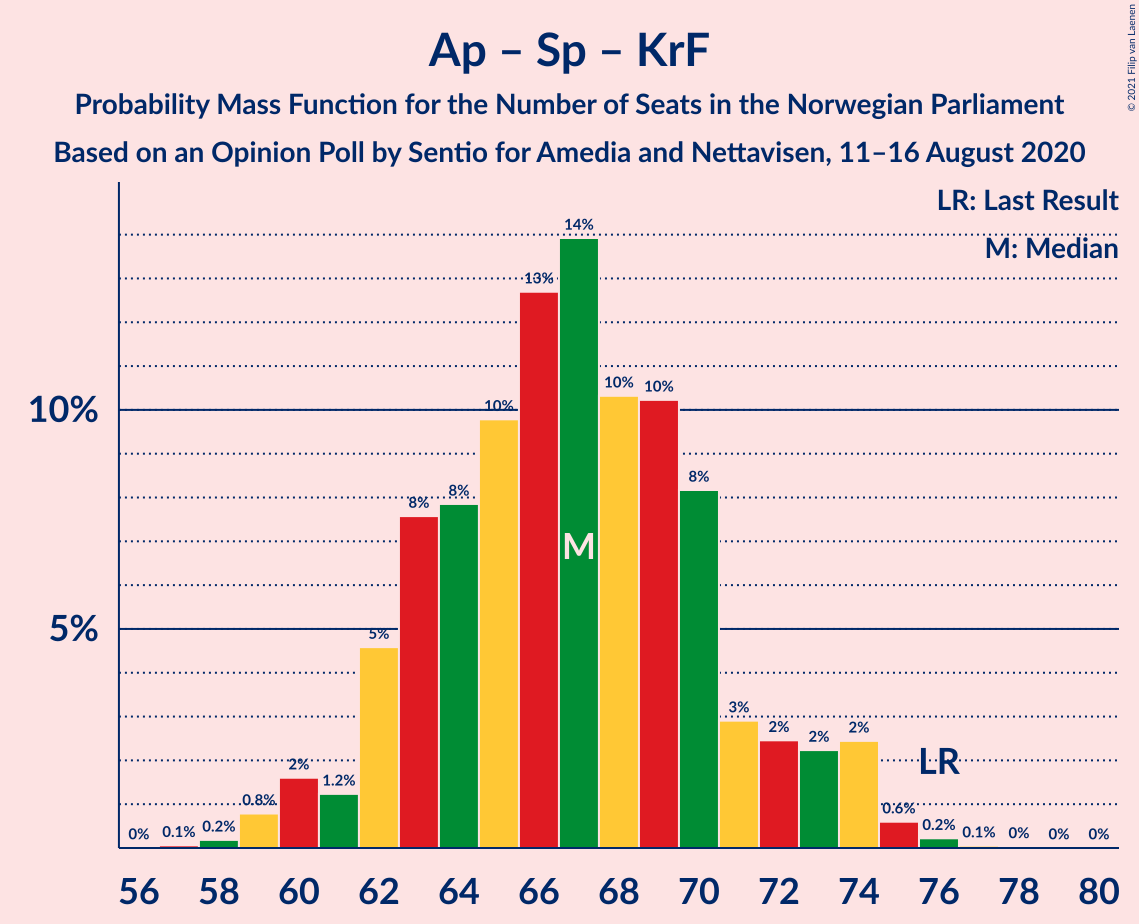 Ap – Sp – KrF
Probability Mass Function for the Number of Seats in the Norwegian Parliament
Based on an Opinion Poll by Sentio for Amedia and Nettavisen, 11–16 August 2020
© 2021 Filip van Laenen
LR: Last Result
M: Median
10%
5%
0% 0.1% 0.2% 0.8% 2% 1.2% 5% 8% 8% 10% 13% 14% 10% 10% 8% 3% 2% 2% 2% 0.6% 0.2% 0.1% 0% 0% 0%
M
LR
56 58 60 62 64 66 68 70 72 74 76 78 80